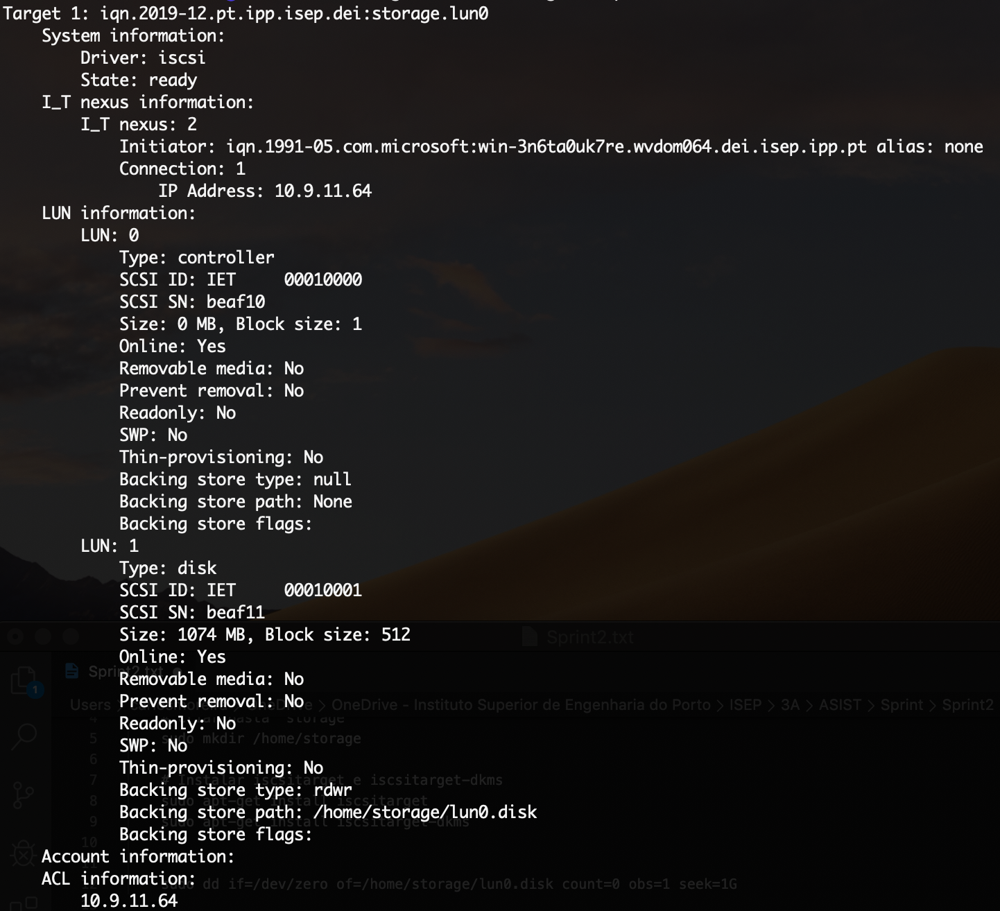 Target 1: iqn.2019-12.pt.ipp.isep.dei:storage.lun0
System information:
Driver: iscsi
State: ready
I_T nexus information:
I_T nexus: 2
Initiator: iqn.1991-05.com.microsoft:win-3n6ta0uk7re.wvdom064.dei.isep.ipp.pt alias: none
Connection: 1
IP Address: 10.9.11.64
LUN information:
LUN: 0
Type: controller
SCSI ID: IET     00010000
SCSI SN: beaf10
Size: 0 MB, Block size: 1
Online: Yes
Removable media: No
Prevent removal: No
Readonly: No
SWP: No
Thin-provisioning: No
Backing store type: null
Backing store path: None
Backing store flags:
LUN: 1
Type: disk
SCSI ID: IET     00010001
SCSI SN: beaf11
Size: 1074 MB, Block size: 512
Sprint2.txt
Online: Yes
Sprint2.txt
Removable media: No
Prevent removal: No
Users > OneDrive > OneDrive - Instituto Superior de Engenharia do Porto > ISEP > 3A > ASIST > Sprint > Sprint2
Readonly: No
4 storage
5 sudo mkdir /home/storage
SWP: No
6
Thin-provisioning: No
7 # Instalar iscsitarget e iscsitarget-dkms
Backing store type: rdwr
8 sudo apt-get install iscsitarget
Backing store path: /home/storage/lun0.disk
9 sudo apt-get install iscsitarget-dkms
Backing store flags:
10
Account information:
ACL information:
sudo dd if=/dev/zero of=/home/storage/lun0.disk count=0 obs=1 seek=1G
10.9.11.64